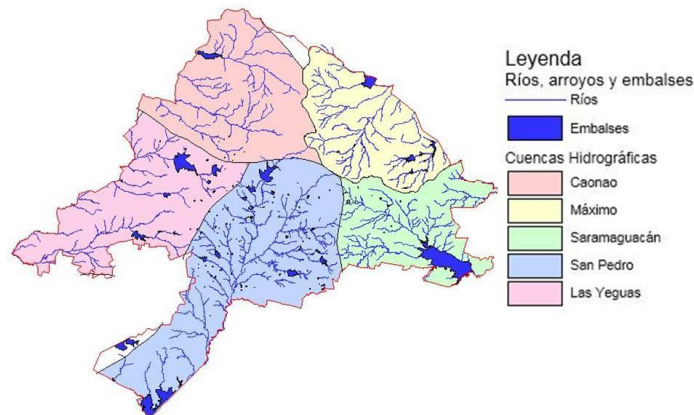 Leyenda
Ríos, arroyos y embalses
Ríos
Embalses
Cuencas Hidrográficas
Caonao
Máximo
Saramaguacán
San Pedro
Las Yeguas